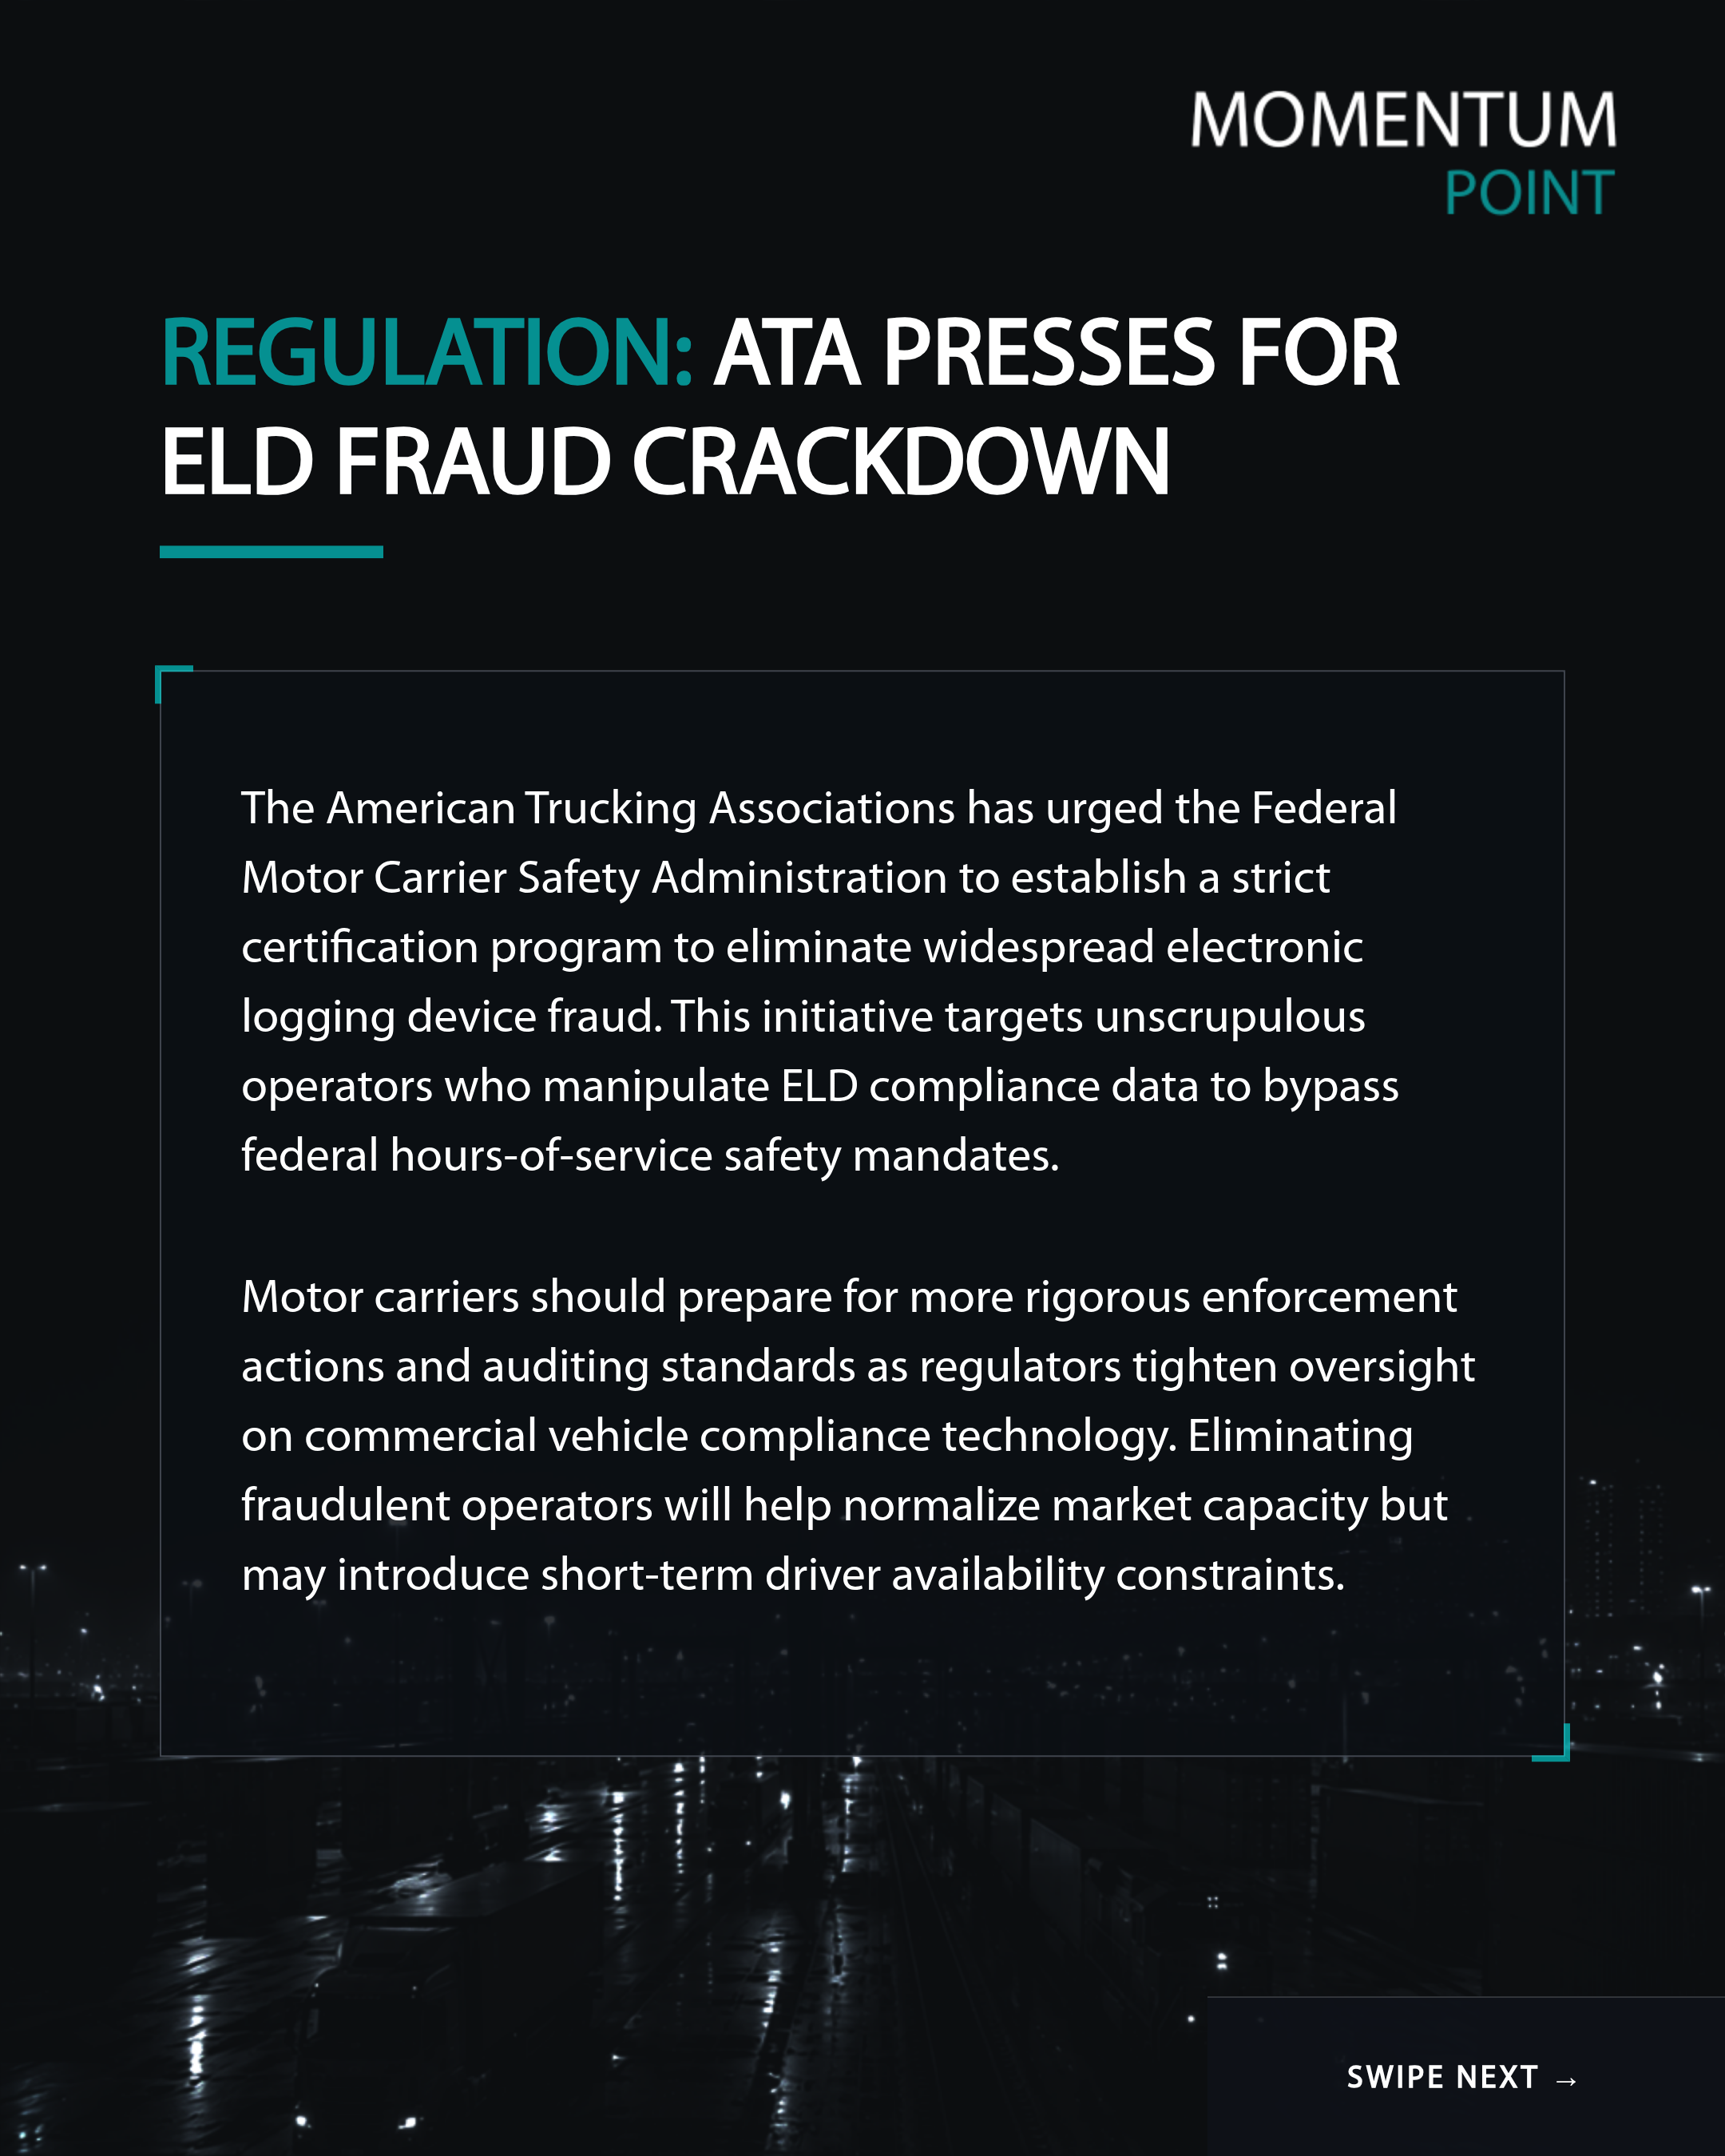 MOMENTUM
POINT
REGULATION: ATA PRESSES FOR
ELD FRAUD CRACKDOWN
The American Trucking Associations has urged the Federal
Motor Carrier Safety Administration to establish a strict
certification program to eliminate widespread electronic
logging device fraud. This initiative targets unscrupulous
operators who manipulate ELD compliance data to bypass
federal hours-of-service safety mandates.
Motor carriers should prepare for more rigorous enforcement
actions and auditing standards as regulators tighten oversight
on commercial vehicle compliance technology. Eliminating
fraudulent operators will help normalize market capacity but
may introduce short-term driver availability constraints.
SWIPE NEXT →